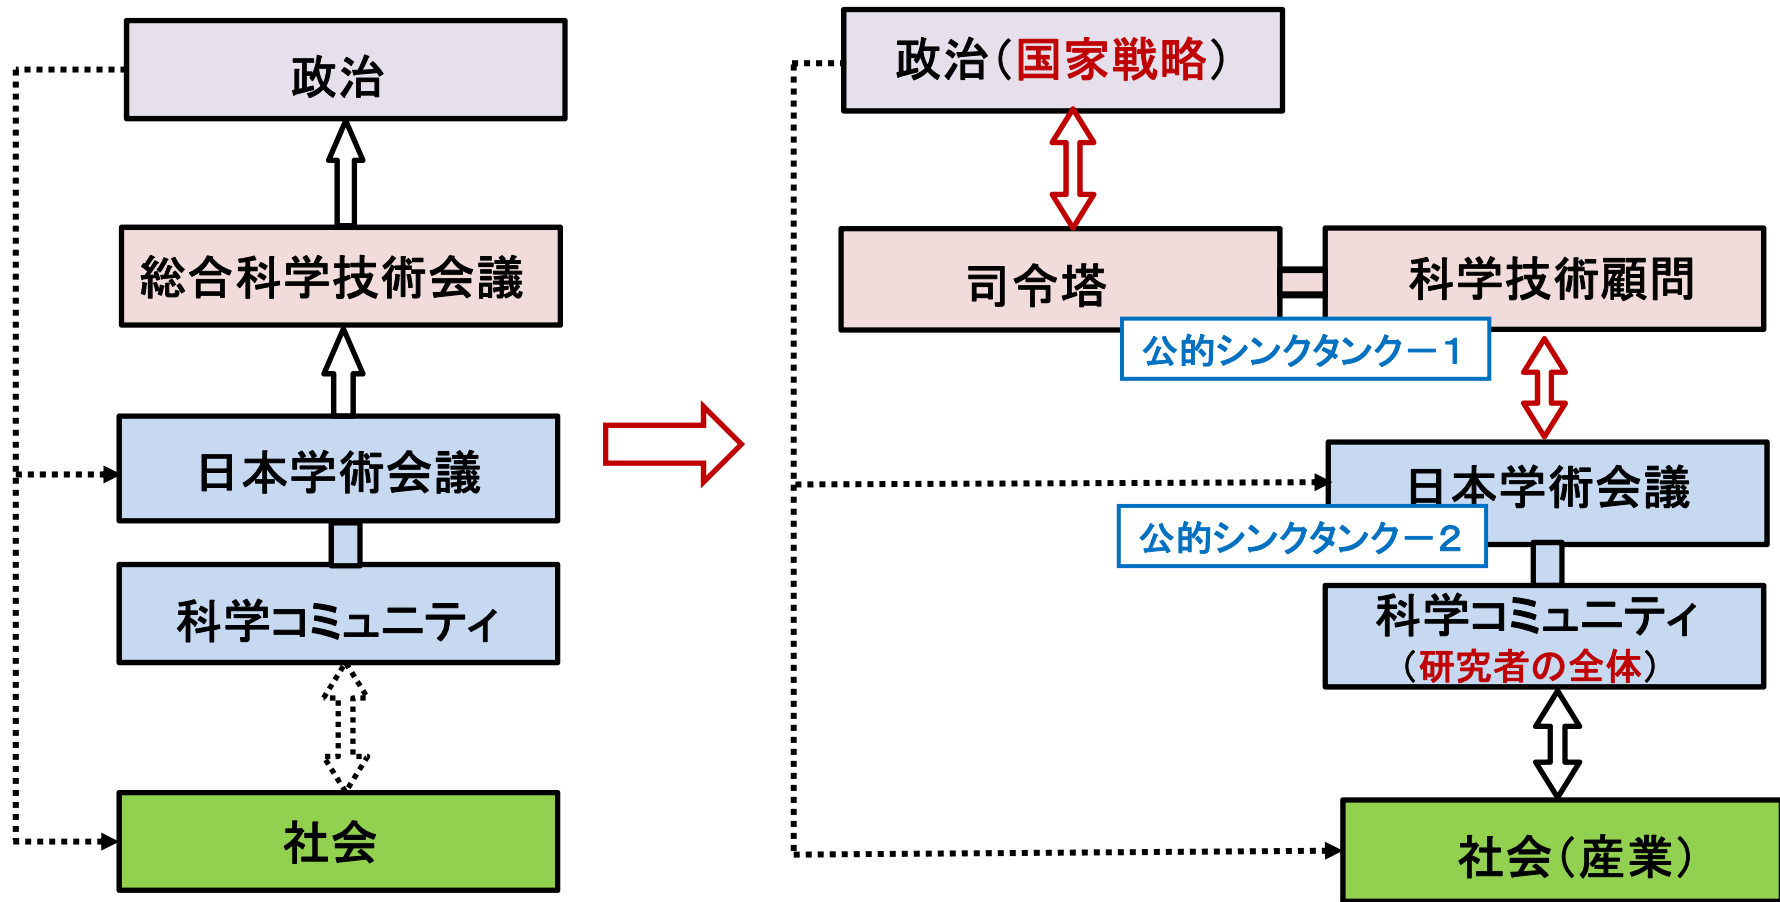 政治
総合科学技術会議
日本学術会議
科学コミュニティ
社会
政治(国家戦略)
司令塔
科学技術顧問
公的シンクタンクー1
日本学術会議
公的シンクタンクー2
科学コミュニティ
(研究者の全体)
社会(産業)